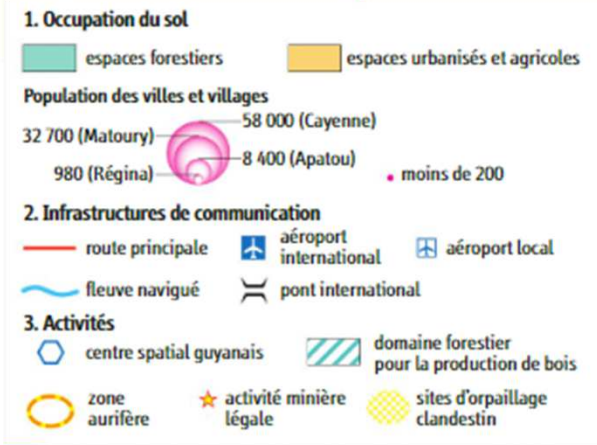 1. Occupation du sol
espaces forestiers
espaces urbanisés et agricoles
Population des villes et villages
58 000 (Cayenne)
32 700 (Matoury)
8 400 (Apatou)
980 (Régina)
moins de 200
2. Infrastructures de communication
route principale
aéroport
international
aéroport local
fleuve navigué
pont international
3. Activités
centre spatial guyanais
domaine forestier
pour la production de bois
zone
aurifère
activité minière
légale
sites d'orpaillage
clandestin